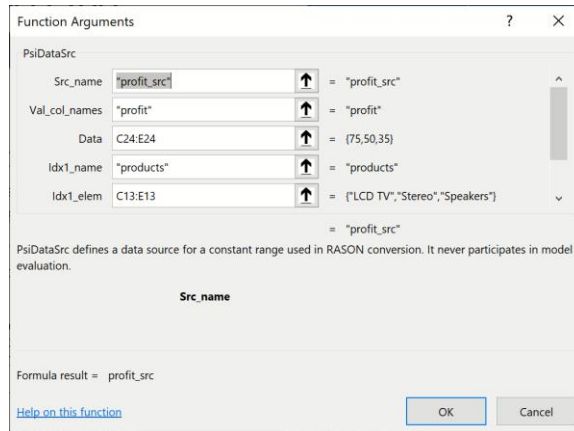 Function Arguments ? ×
PsiDataSrc
Src_name "profit_src" = "profit_src"
Val_col_names "profit" = "profit"
Data C24:E24 = {75,50,35}
Idx1_name "products" = "products"
Idx1_elem C13:E13 = {"LCD TV","Stereo","Speakers"}
= "profit_src"
PsiDataSrc defines a data source for a constant range used in RASON conversion. It never participates in model
evaluation.
Src_name
Formula result = profit_src
Help on this function OK Cancel